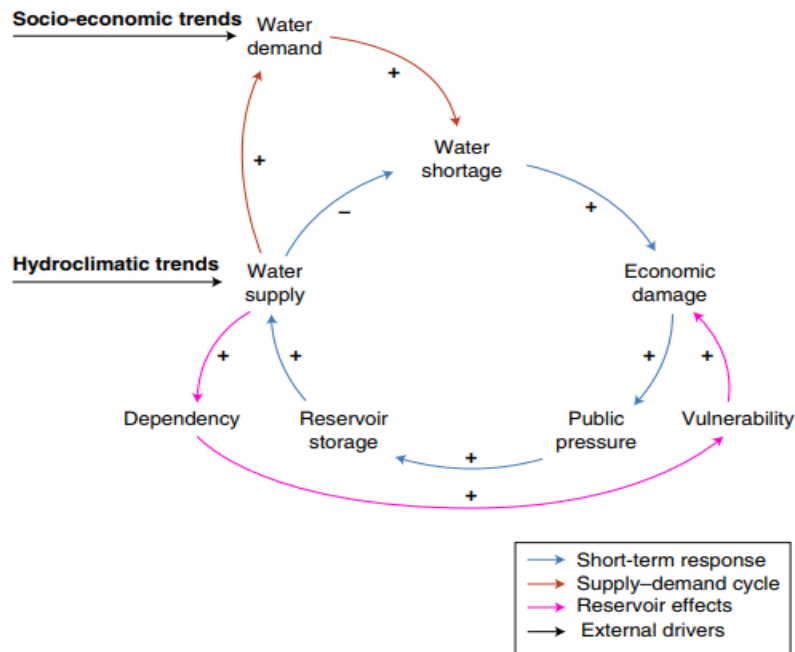 Socio-economic trends
Water
demand
+
Water
shortage
+
–
+
Hydroclimatic trends
Water
supply
Economic
damage
+
+
+
+
Dependency
Reservoir
storage
Public
pressure
Vulnerability
+
+
Short-term response
Supply–demand cycle
Reservoir effects
External drivers